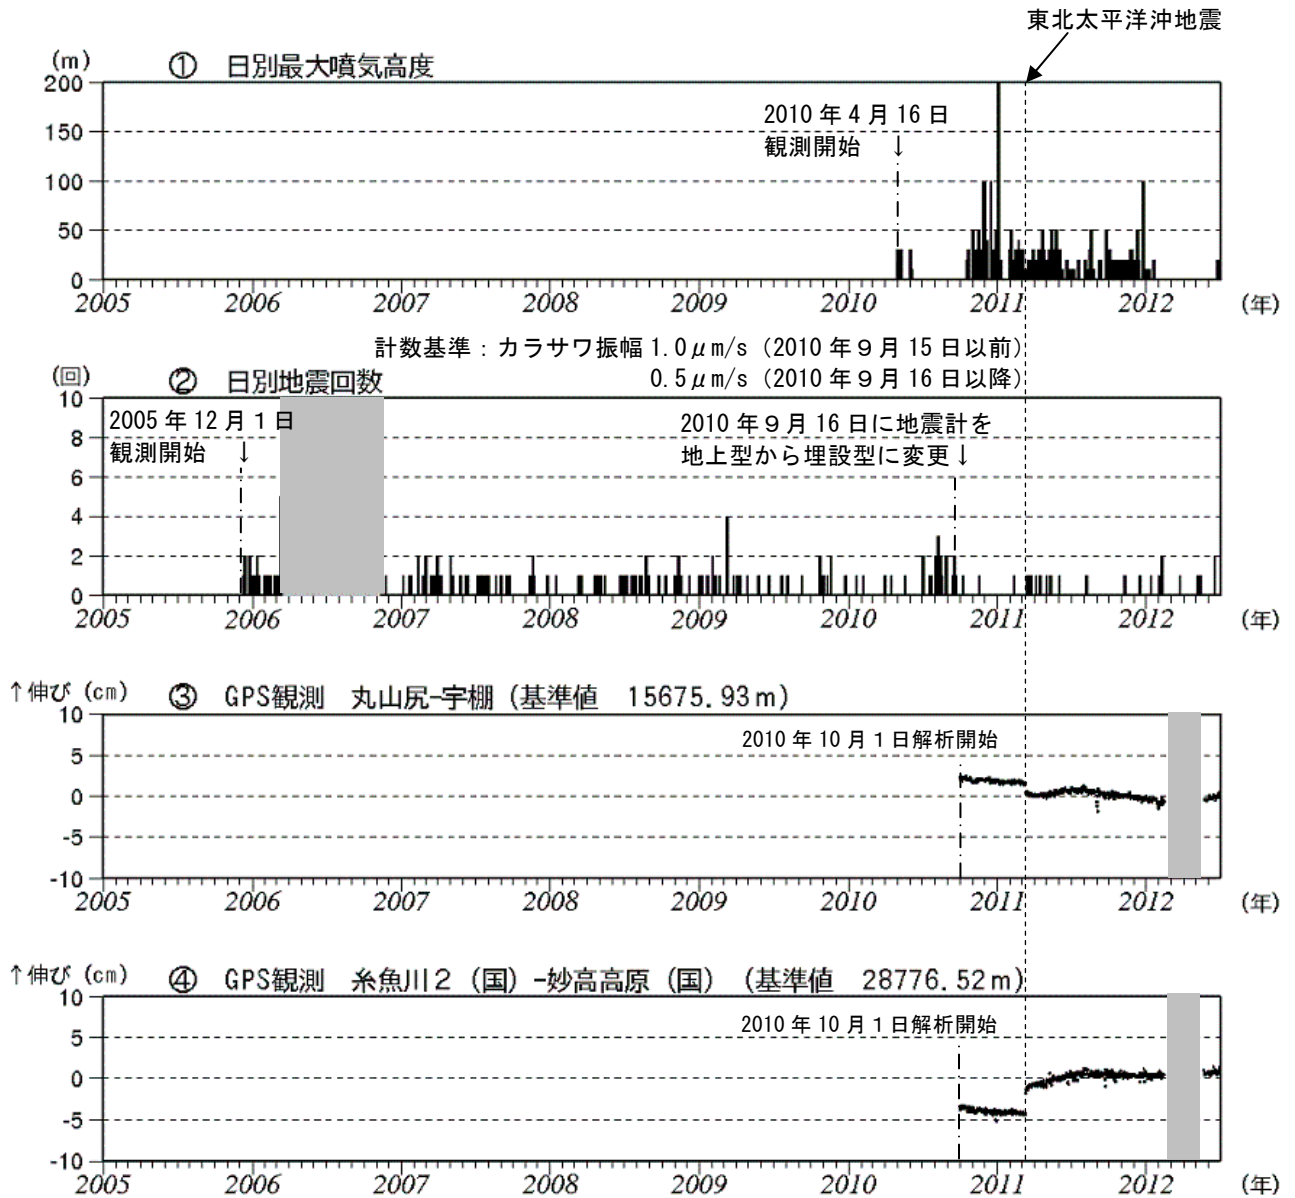 東北太平洋沖地震
(m) ① 日別最大噴気高度
200
150
100
50
0
2010 年 4 月 16 日
観測開始 ↓
2005 2006 2007 2008 2009 2010 2011 2012 (年)
計数基準：カラサワ振幅 1.0μm/s（2010 年９月 15 日以前）
0.5μm/s（2010 年９月 16 日以降）
(回) ② 日別地震回数
10
8
6
4
2
0
2005 年 12 月 1 日
観測開始 ↓
2010 年９月 16 日に地震計を
地上型から埋設型に変更↓
2005 2006 2007 2008 2009 2010 2011 2012 (年)
↑伸び (cm) ③ GPS観測 丸山尻-宇棚 (基準値 15675.93m)
10
5
0
-5
-10
2010 年 10 月 1 日解析開始
2005 2006 2007 2008 2009 2010 2011 2012 (年)
↑伸び (cm) ④ GPS観測 糸魚川2 (国) -妙高高原 (国) (基準値 28776.52m)
10
5
0
-5
-10
2010 年 10 月 1 日解析開始
2005 2006 2007 2008 2009 2010 2011 2012 (年)